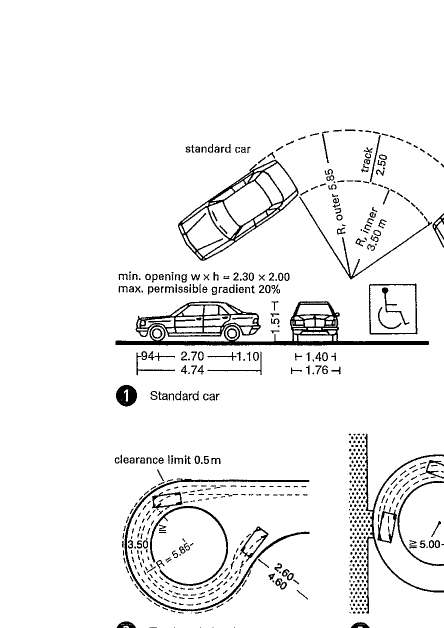 standard car
track
2.50
R, outer 5.85
R, inner
3.50 m
min. opening w × h = 2.30 × 2.00
max. permissible gradient 20%
1.51
94 2.70 1.10 1.40
4.74 1.76
1 Standard car
clearance limit 0.5 m
3.50
≥
R = 5.85
2.60
4.60
≥ 5.00